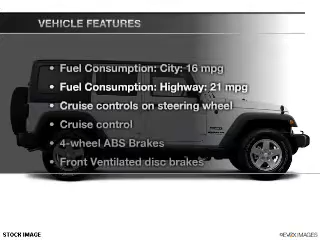 VEHICLE FEATURES
• Fuel Consumption: City: 16 mpg
• Fuel Consumption: Highway: 21 mpg
• Cruise controls on steering wheel
• Cruise control
• 4-wheel ABS Brakes
• Front Ventilated disc brakes
STOCK IMAGE
©EVOX IMAGES